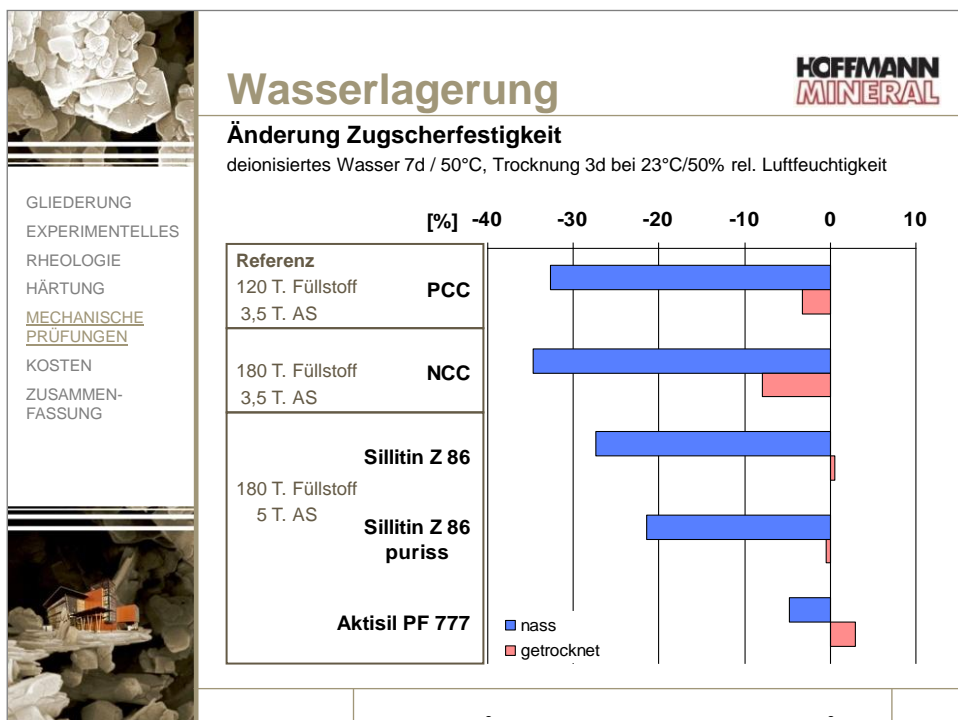 HOFFMANN
MINERAL
Wasserlagerung
Änderung Zugscherfestigkeit
deionisiertes Wasser 7d / 50°C, Trocknung 3d bei 23°C/50% rel. Luftfeuchtigkeit
GLIEDERUNG
EXPERIMENTELLES
RHEOLOGIE
HÄRTUNG
MECHANISCHE
PRÜFUNGEN
KOSTEN
ZUSAMMEN-
FASSUNG
[%] -40 -30 -20 -10 0 10
Referenz
120 T. Füllstoff PCC
3,5 T. AS
180 T. Füllstoff NCC
3,5 T. AS
Sillitin Z 86
180 T. Füllstoff
5 T. AS
Sillitin Z 86
puriss
Aktisil PF 777
nass
getrocknet